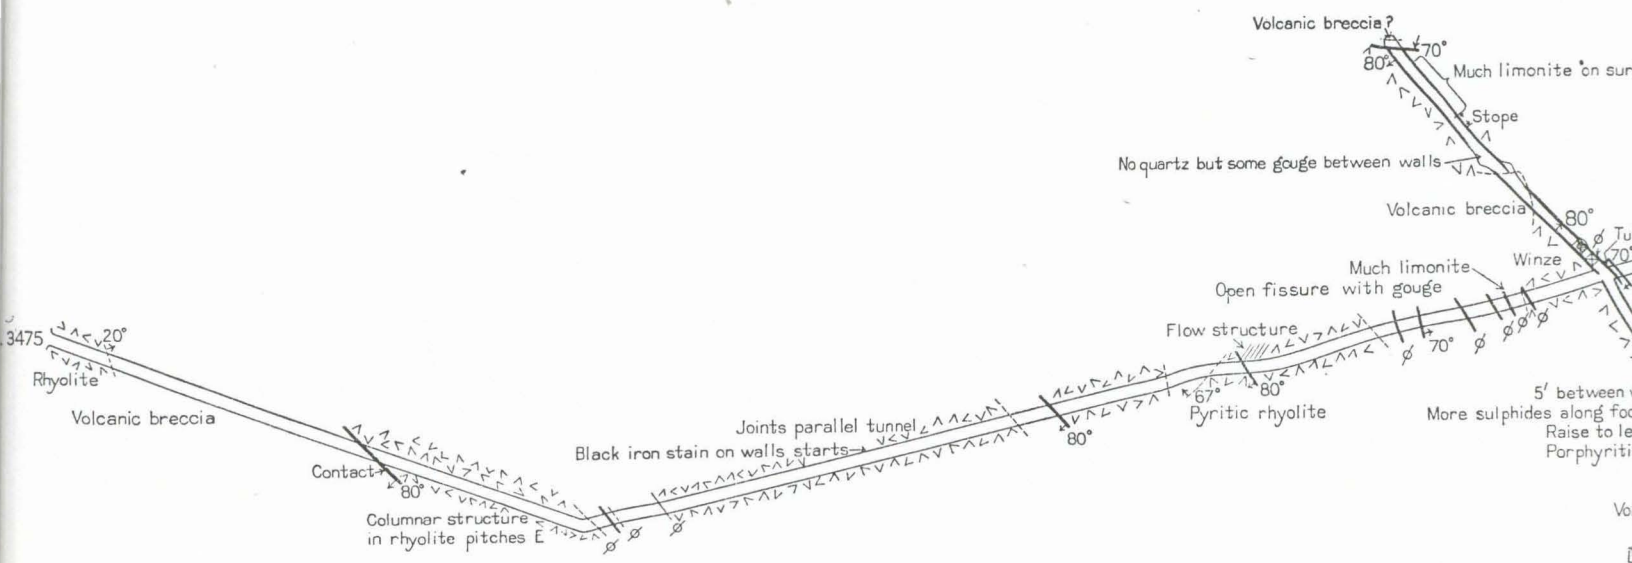 Volcanic breccia?
70°
80°
Much limonite on sur
Stope
No quartz but some gouge between walls
Volcanic breccia
80°
ø
Tu
70°
Winze
Much limonite
Open fissure with gouge
Flow structure
3475
20°
Rhyolite
Volcanic breccia
ø
70°
ø
ø
ø
ø
67°
80°
Pyritic rhyolite
5' between
More sulphides along foo
Raise to le
Porphyriti
Joints parallel tunnel
80°
Black iron stain on walls starts
Contact
80°
Columnar structure
in rhyolite pitches E
ø
ø
ø
Vo